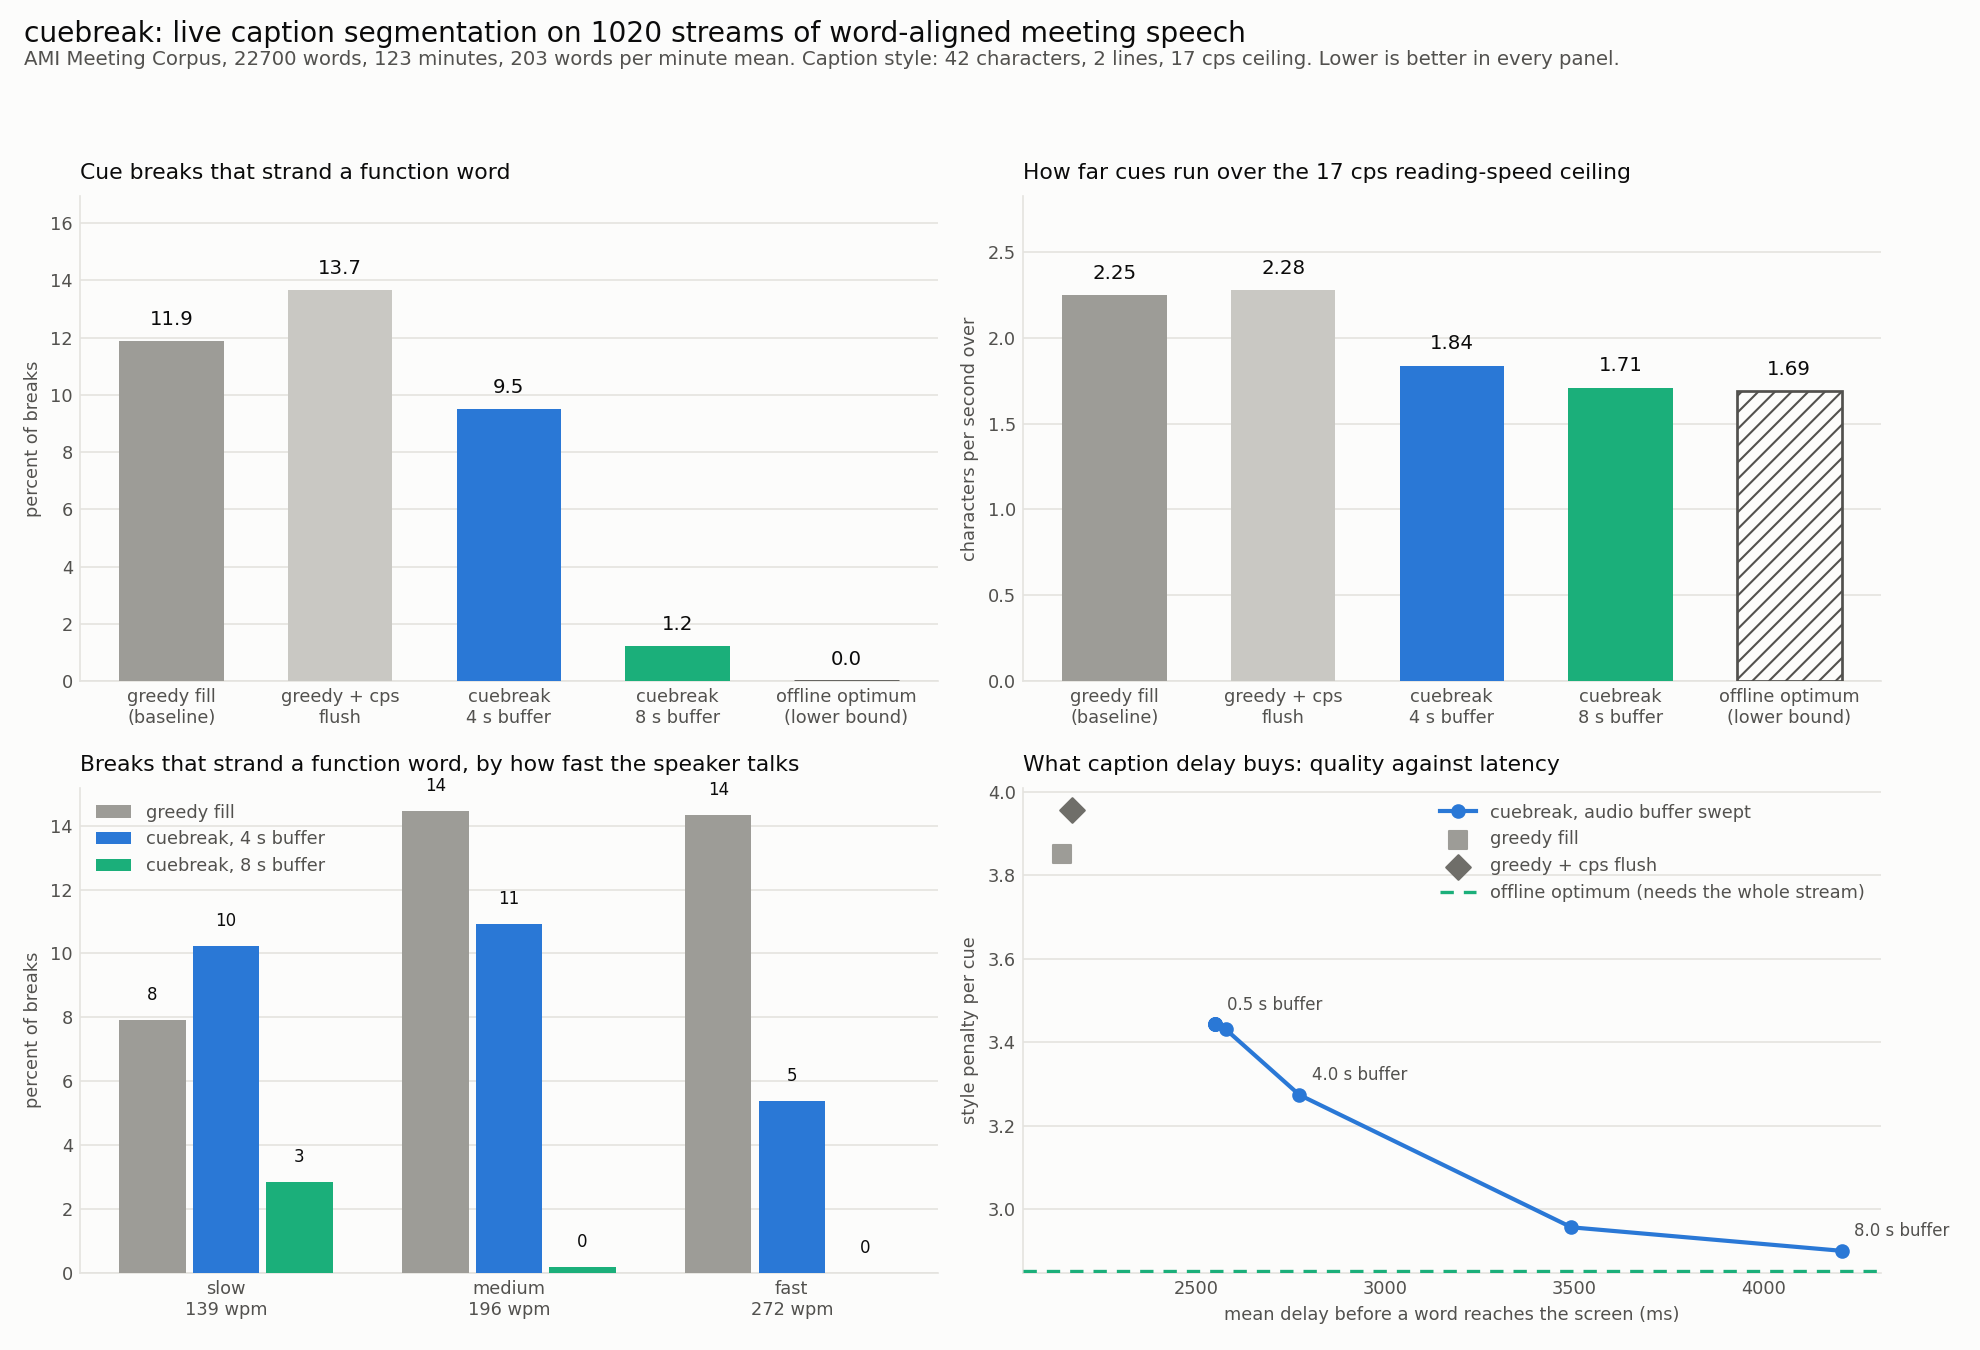 cuebreak: live caption segmentation on 1020 streams of word-aligned meeting speech
AMI Meeting Corpus, 22700 words, 123 minutes, 203 words per minute mean. Caption style: 42 characters, 2 lines, 17 cps ceiling. Lower is better in every panel.
Cue breaks that strand a function word
percent of breaks
16
14
12
10
8
6
4
2
0
11.9
13.7
9.5
1.2
0.0
greedy fill
(baseline)
greedy + cps
flush
cuebreak
4 s buffer
cuebreak
8 s buffer
offline optimum
(lower bound)
How far cues run over the 17 cps reading-speed ceiling
characters per second over
2.5
2.0
1.5
1.0
0.5
0.0
2.25
2.28
1.84
1.71
1.69
greedy fill
(baseline)
greedy + cps
flush
cuebreak
4 s buffer
cuebreak
8 s buffer
offline optimum
(lower bound)
Breaks that strand a function word, by how fast the speaker talks
greedy fill
cuebreak, 4 s buffer
cuebreak, 8 s buffer
percent of breaks
14
12
10
8
6
4
2
0
8
10
3
14
11
0
14
5
0
slow
139 wpm
medium
196 wpm
fast
272 wpm
What caption delay buys: quality against latency
cuebreak, audio buffer swept
greedy fill
greedy + cps flush
offline optimum (needs the whole stream)
style penalty per cue
4.0
3.8
3.6
3.4
3.2
3.0
0.5 s buffer
4.0 s buffer
8.0 s buffer
2500
3000
3500
4000
mean delay before a word reaches the screen (ms)